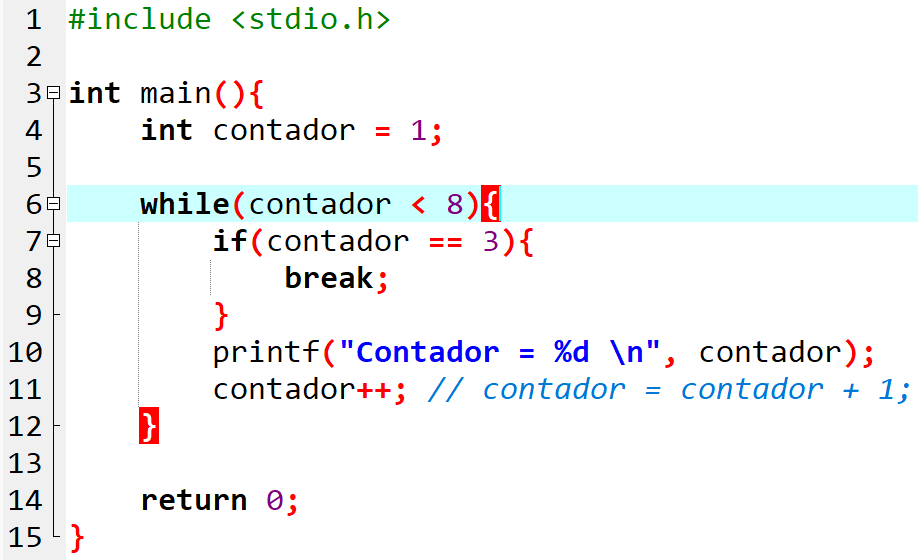 1 #include <stdio.h>
2
3 int main(){
4     int contador = 1;
5
6     while(contador < 8){
7         if(contador == 3){
8             break;
9         }
10         printf("Contador = %d \n", contador);
11         contador++; // contador = contador + 1;
12     }
13
14     return 0;
15 }